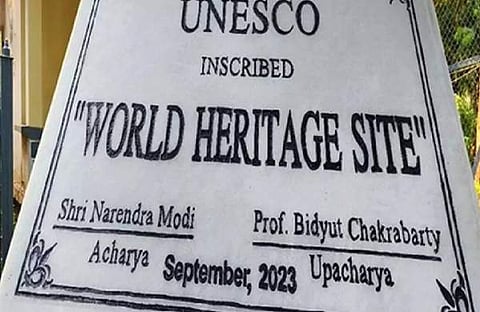 UNESCO
INSCRIBED
"WORLD HERITAGE SITE"
Shri Narendra Modi Prof. Bidyut Chakrabarty
Acharya Upacharya
September, 2023